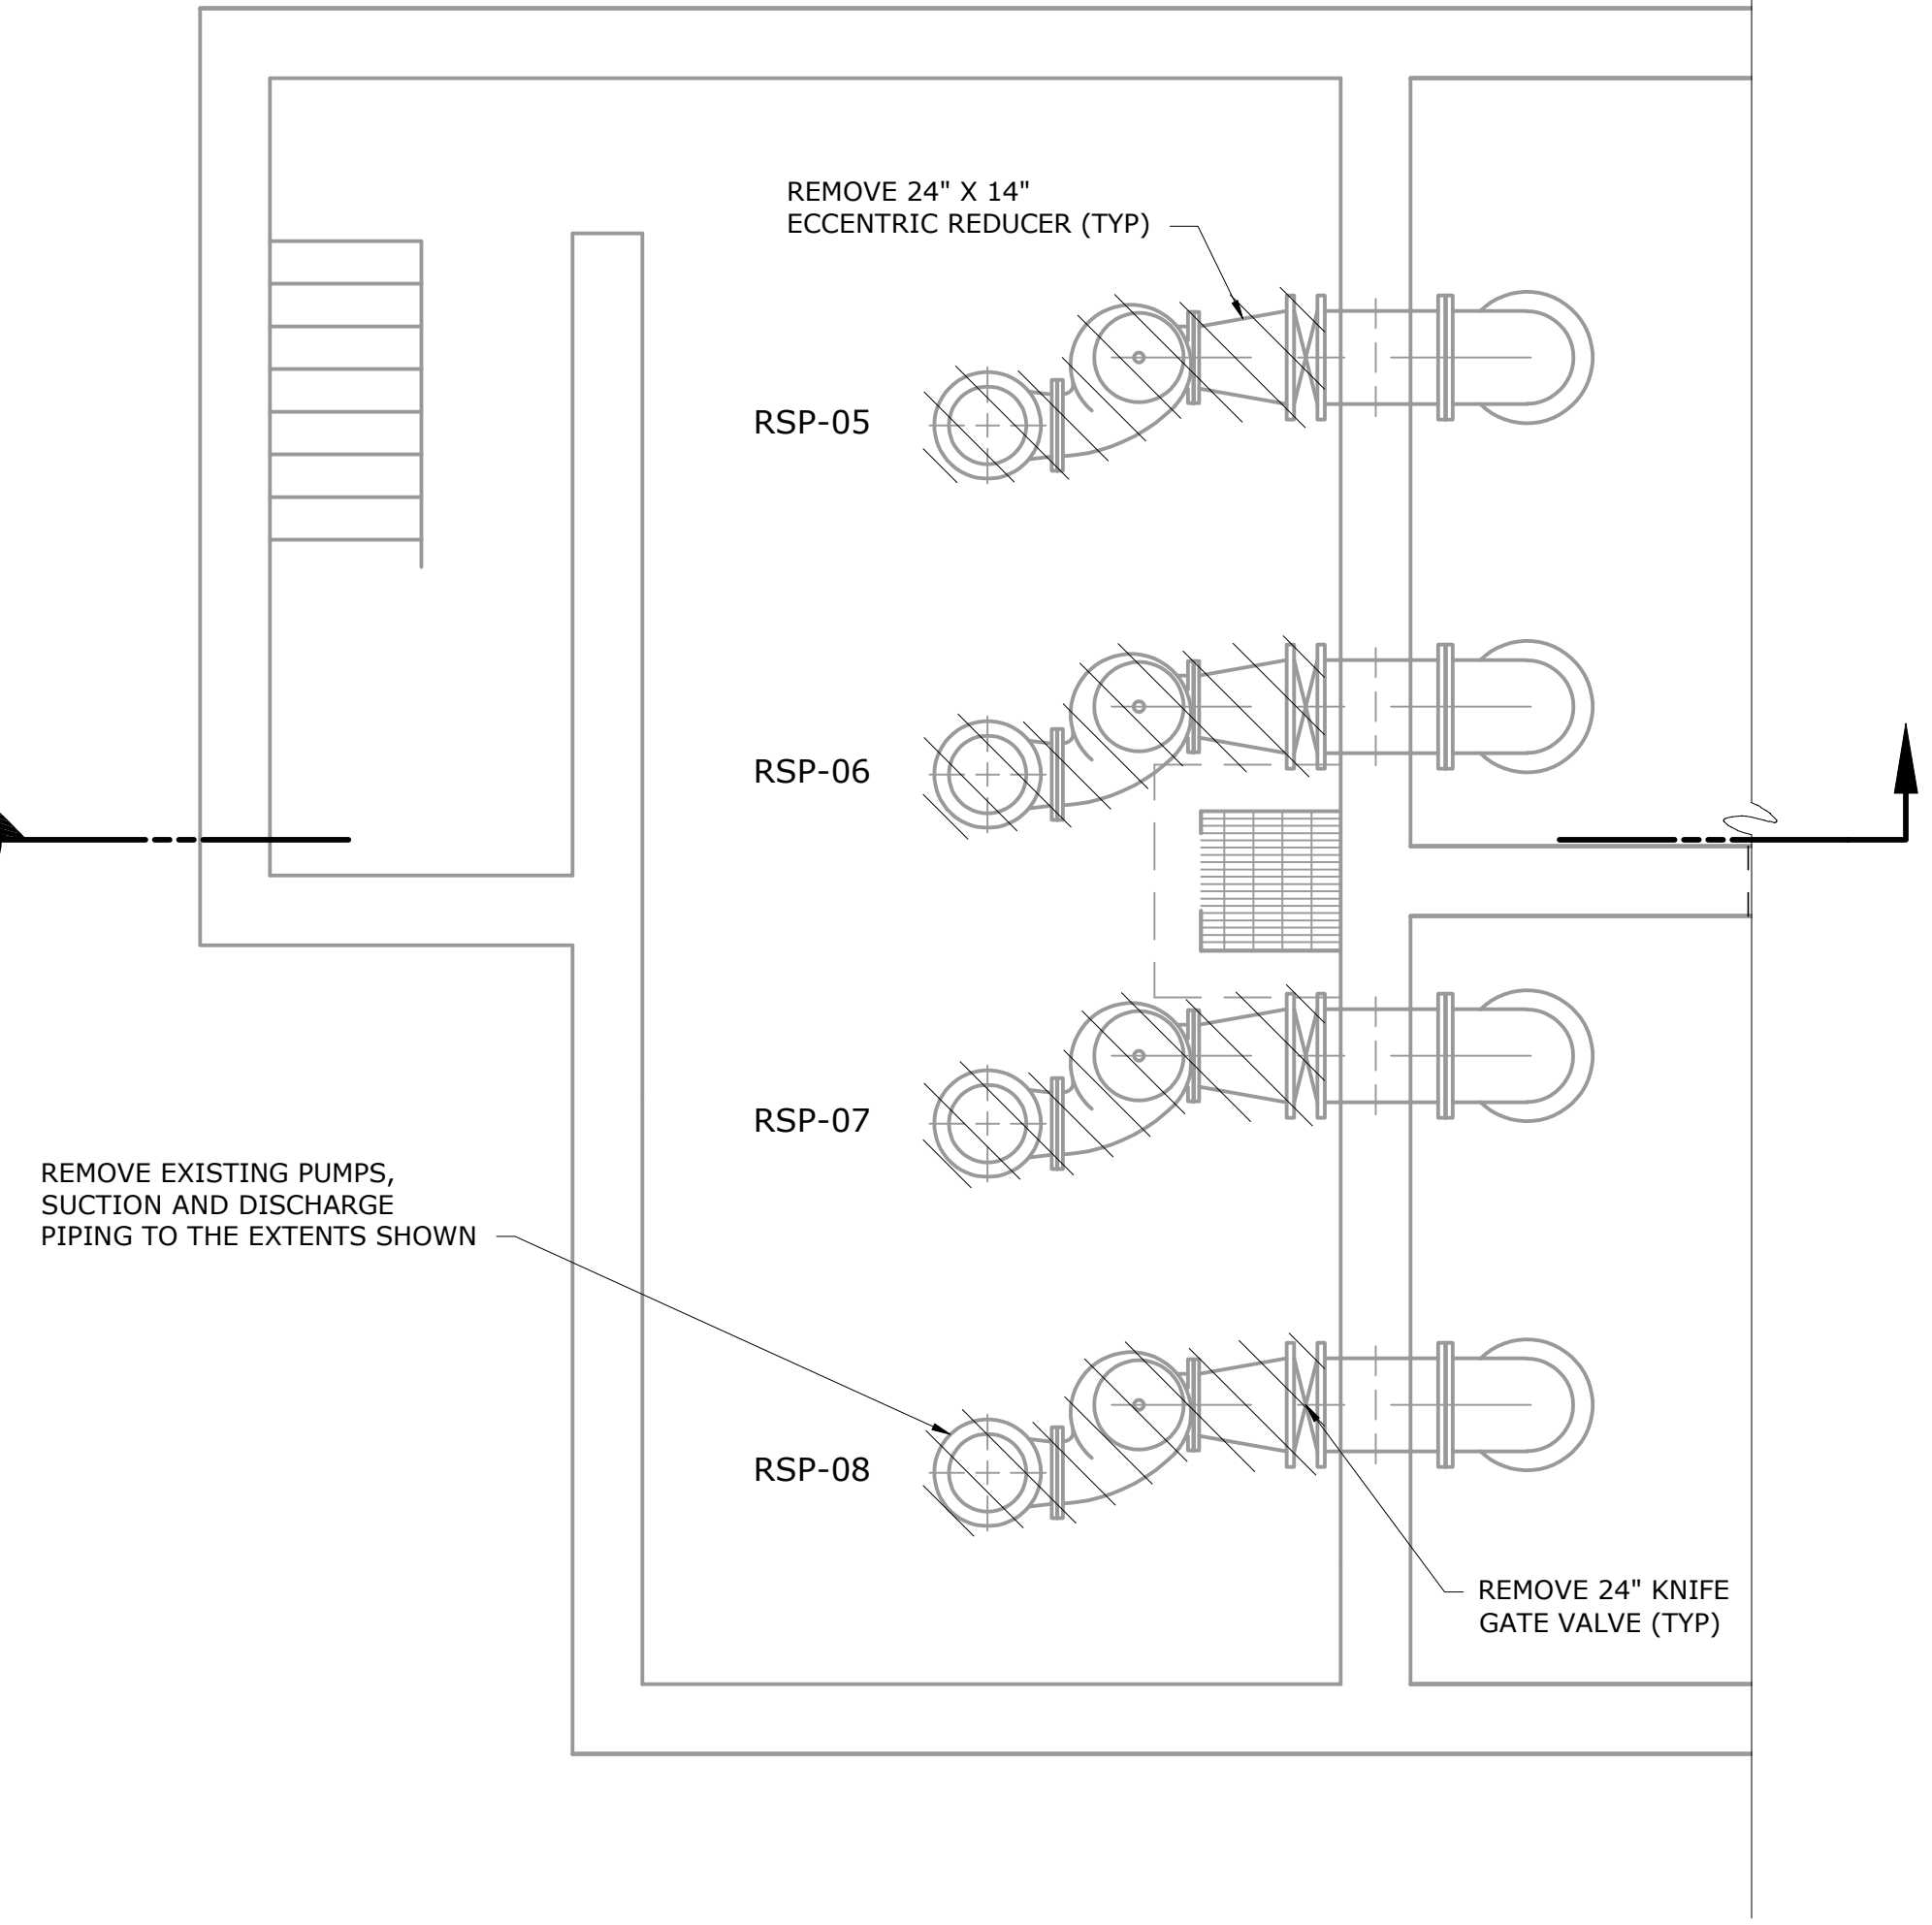 REMOVE 24" X 14"
ECCENTRIC REDUCER (TYP)
RSP-05
RSP-06
RSP-07
REMOVE EXISTING PUMPS,
SUCTION AND DISCHARGE
PIPING TO THE EXTENTS SHOWN
RSP-08
REMOVE 24" KNIFE
GATE VALVE (TYP)